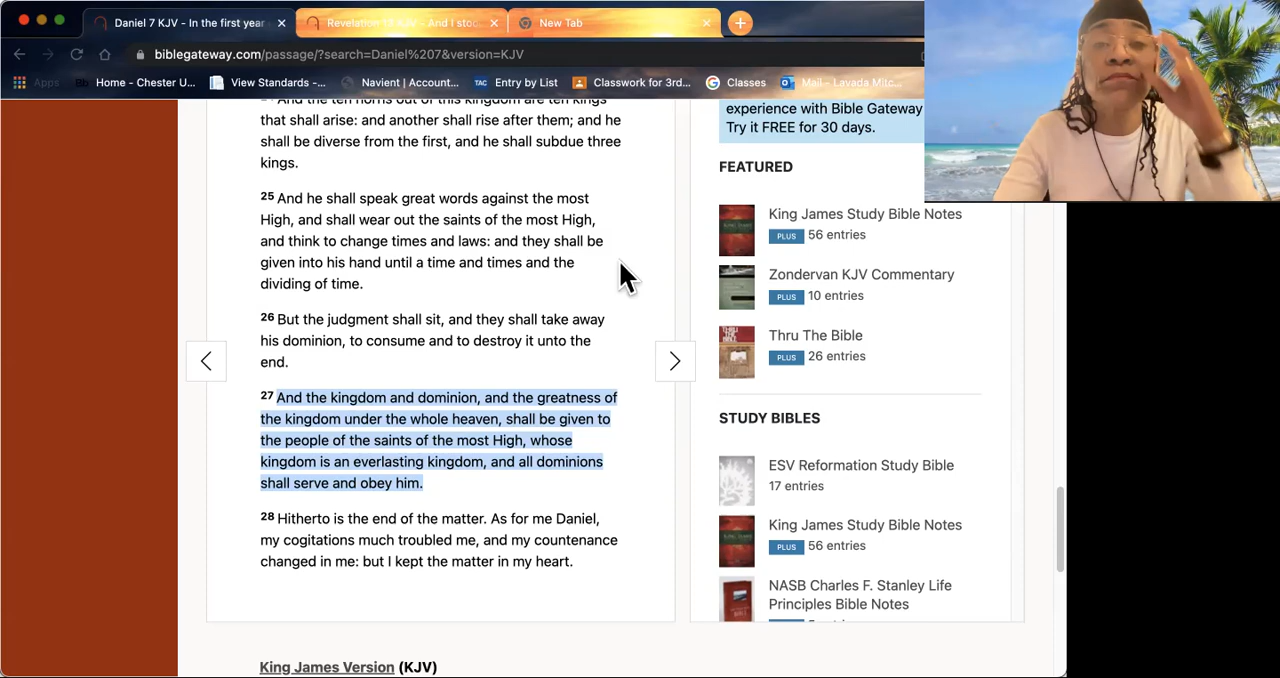 Daniel 7 KJV - In the first year
Revelation 13 KJV - And I stoo
New Tab
biblegateway.com/passage/?search=Daniel%207&version=KJV
Apps
Home - Chester U...
View Standards -...
Navient | Account...
TAC
Entry by List
Classwork for 3rd...
Classes
Mail - Lavada Mitc...
24 And the ten horns out of this kingdom are ten kings
that shall arise: and another shall rise after them; and he
shall be diverse from the first, and he shall subdue three
kings.
25 And he shall speak great words against the most
High, and shall wear out the saints of the most High,
and think to change times and laws: and they shall be
given into his hand until a time and times and the
dividing of time.
26 But the judgment shall sit, and they shall take away
his dominion, to consume and to destroy it unto the
end.
27 And the kingdom and dominion, and the greatness of
the kingdom under the whole heaven, shall be given to
the people of the saints of the most High, whose
kingdom is an everlasting kingdom, and all dominions
shall serve and obey him.
28 Hitherto is the end of the matter. As for me Daniel,
my cogitations much troubled me, and my countenance
changed in me: but I kept the matter in my heart.
King James Version (KJV)
experience with Bible Gateway
Try it FREE for 30 days.
FEATURED
King James Study Bible Notes
PLUS 56 entries
Zondervan KJV Commentary
PLUS 10 entries
Thru The Bible
PLUS 26 entries
STUDY BIBLES
ESV Reformation Study Bible
17 entries
King James Study Bible Notes
PLUS 56 entries
NASB Charles F. Stanley Life
Principles Bible Notes